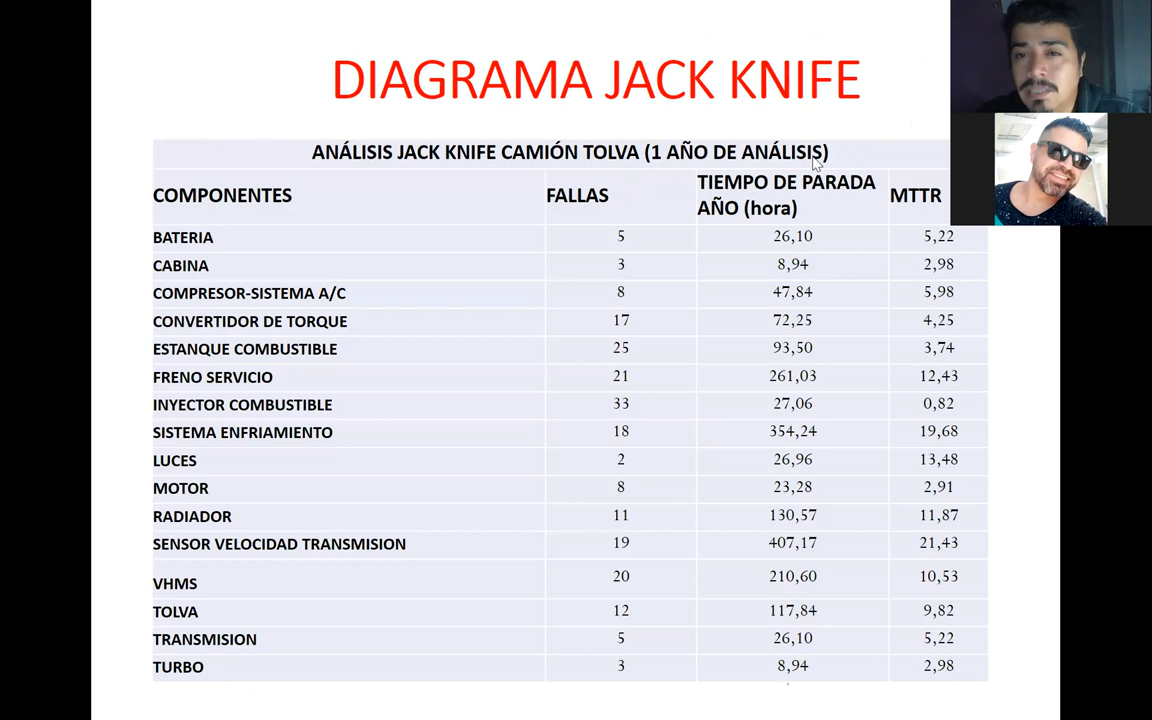 DIAGRAMA JACK KNIFE
ANÁLISIS JACK KNIFE CAMIÓN TOLVA (1 AÑO DE ANÁLISIS)
COMPONENTES FALLAS TIEMPO DE PARADA AÑO (hora) MTTR
BATERIA 5 26,10 5,22
CABINA 3 8,94 2,98
COMPRESOR-SISTEMA A/C 8 47,84 5,98
CONVERTIDOR DE TORQUE 17 72,25 4,25
ESTANQUE COMBUSTIBLE 25 93,50 3,74
FRENO SERVICIO 21 261,03 12,43
INYECTOR COMBUSTIBLE 33 27,06 0,82
SISTEMA ENFRIAMIENTO 18 354,24 19,68
LUCES 2 26,96 13,48
MOTOR 8 23,28 2,91
RADIADOR 11 130,57 11,87
SENSOR VELOCIDAD TRANSMISION 19 407,17 21,43
VHMS 20 210,60 10,53
TOLVA 12 117,84 9,82
TRANSMISION 5 26,10 5,22
TURBO 3 8,94 2,98